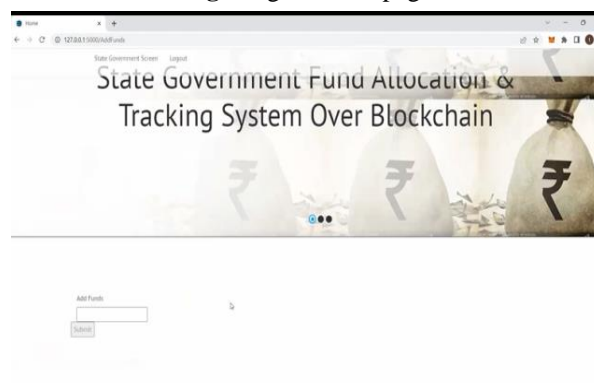 Home
127.0.0.1:5000/AddFunds
State Government Screen Logout
State Government Fund Allocation &
Tracking System Over Blockchain
₹ ₹ ₹
Add Funds
Submit